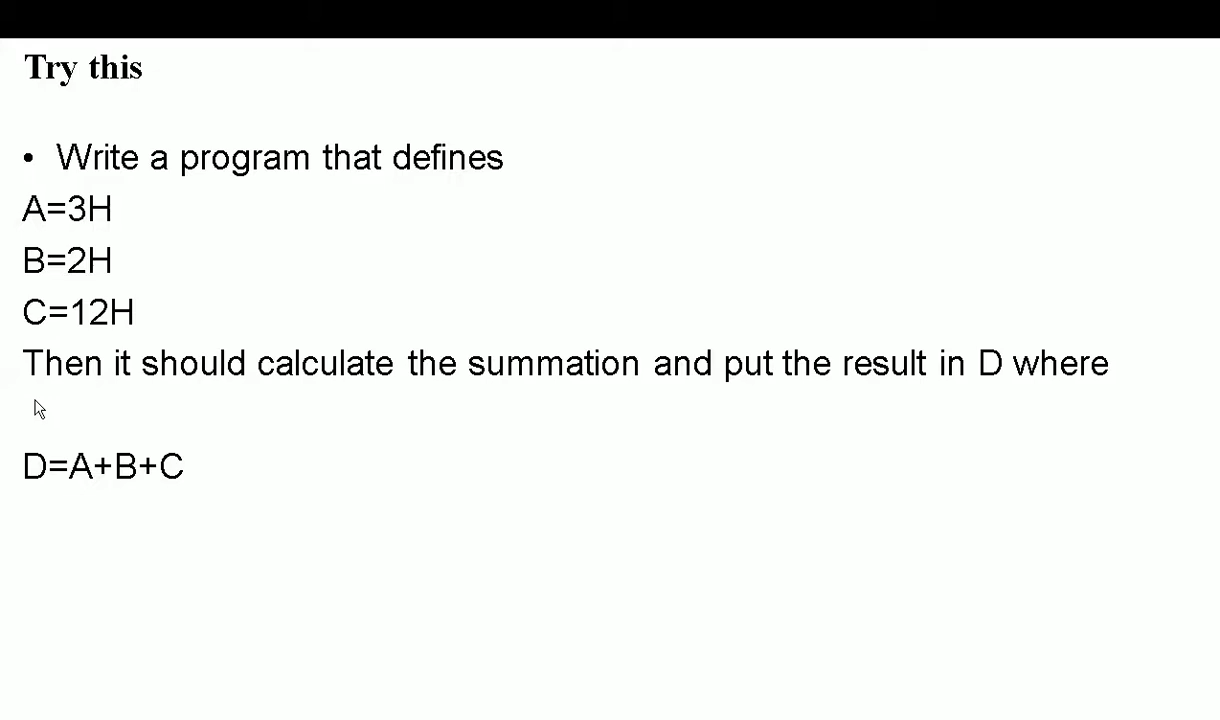 Try this
• Write a program that defines
A=3H
B=2H
C=12H
Then it should calculate the summation and put the result in D where
D=A+B+C